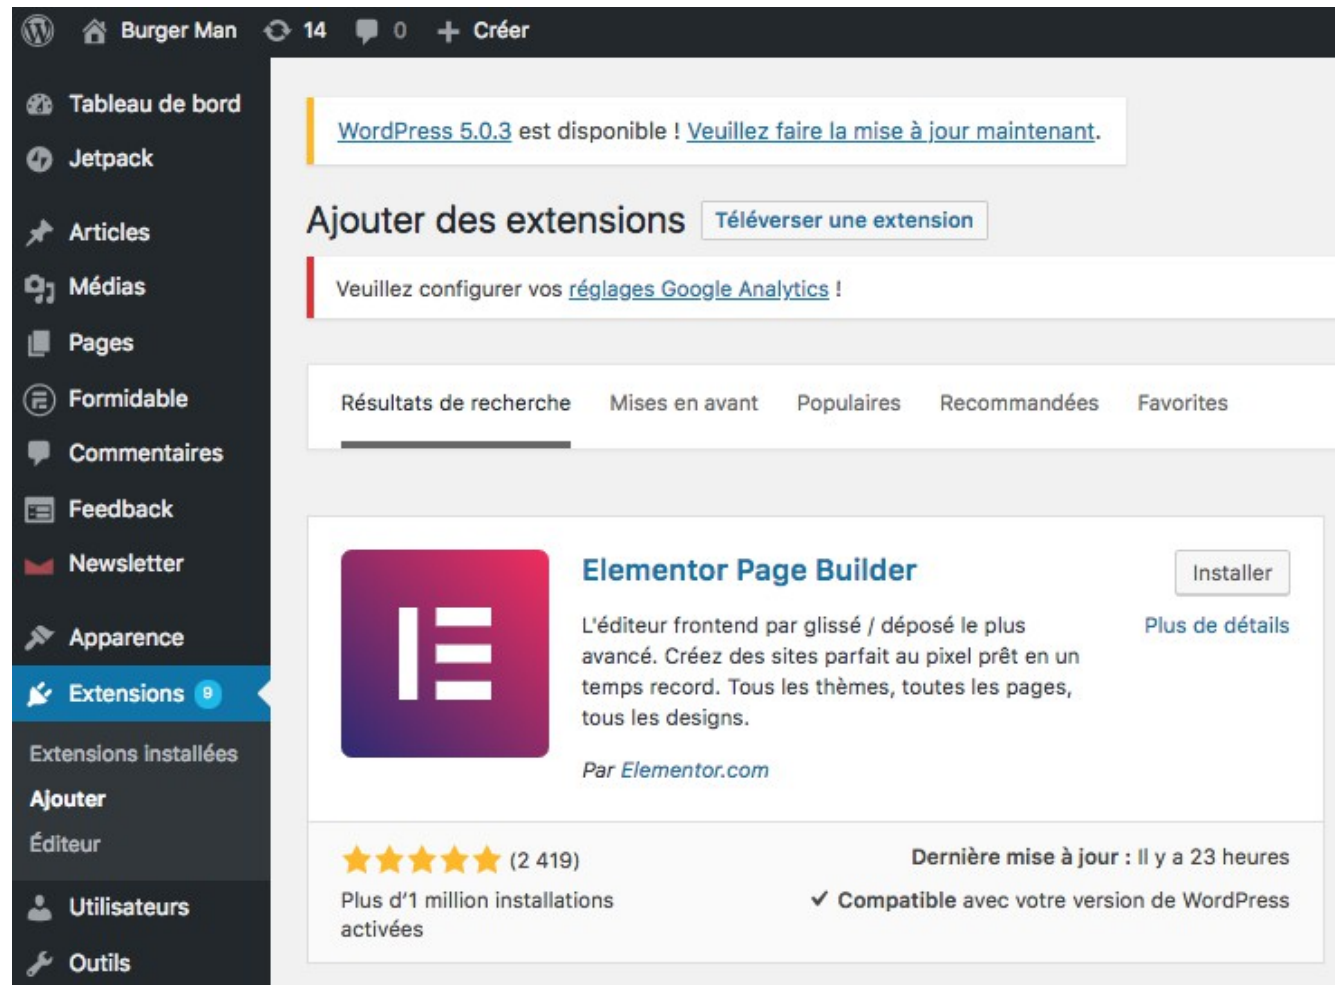 Burger Man 14 0 + Créer
Tableau de bord
Jetpack
Articles
Médias
Pages
Formidable
Commentaires
Feedback
Newsletter
Apparence
Extensions 9
Extensions installées
Ajouter
Éditeur
Utilisateurs
Outils
WordPress 5.0.3 est disponible ! Veuillez faire la mise à jour maintenant.
Ajouter des extensions Téléverser une extension
Veuillez configurer vos réglages Google Analytics !
Résultats de recherche Mises en avant Populaires Recommandées Favorites
Elementor Page Builder
Installer
Plus de détails
L'éditeur frontend par glissé / déposé le plus
avancé. Créez des sites parfait au pixel prêt en un
temps record. Tous les thèmes, toutes les pages,
tous les designs.
Par Elementor.com
(2 419)
Plus d'1 million installations
activées
Dernière mise à jour : Il y a 23 heures
✓ Compatible avec votre version de WordPress